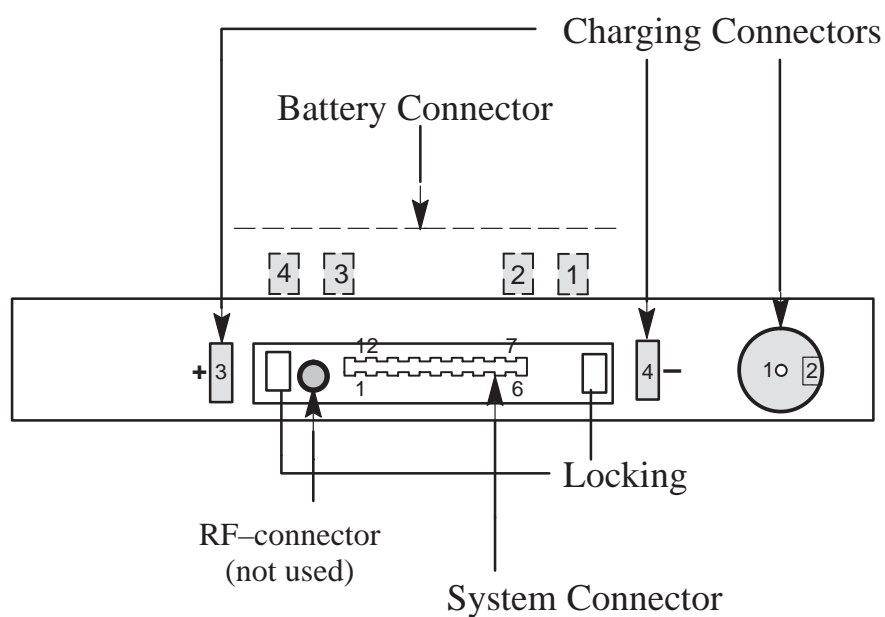 Charging Connectors
Battery Connector
4 3 2 1
12 7
+ 3 4 – 1 2
1 6
Locking
RF–connector
(not used)
System Connector